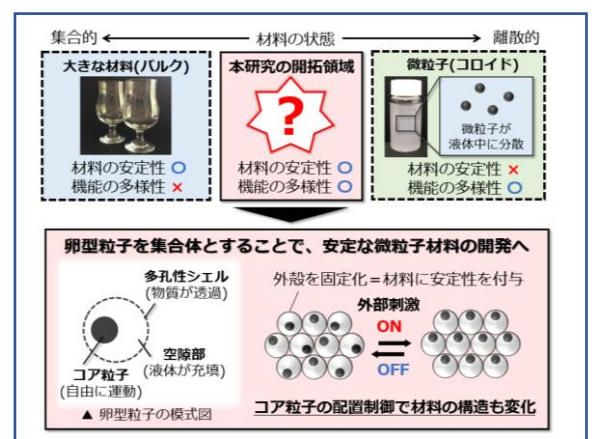 集合的 材料の状態 離散的
大きな材料(バルク)
材料の安定性 ○
機能の多様性 ×
本研究の開拓領域
?
材料の安定性 ○
機能の多様性 ○
微粒子(コロイド)
微粒子が
液体中に分散
材料の安定性 ×
機能の多様性 ○
卵型粒子を集合体とすることで、安定な微粒子材料の開発へ
多孔性シェル
(物質が透過)
空隙部
(液体が充填)
コア粒子
(自由に運動)
▲ 卵型粒子の模式図
外殻を固定化=材料に安定性を付与
外部刺激
ON
OFF
コア粒子の配置制御で材料の構造も変化